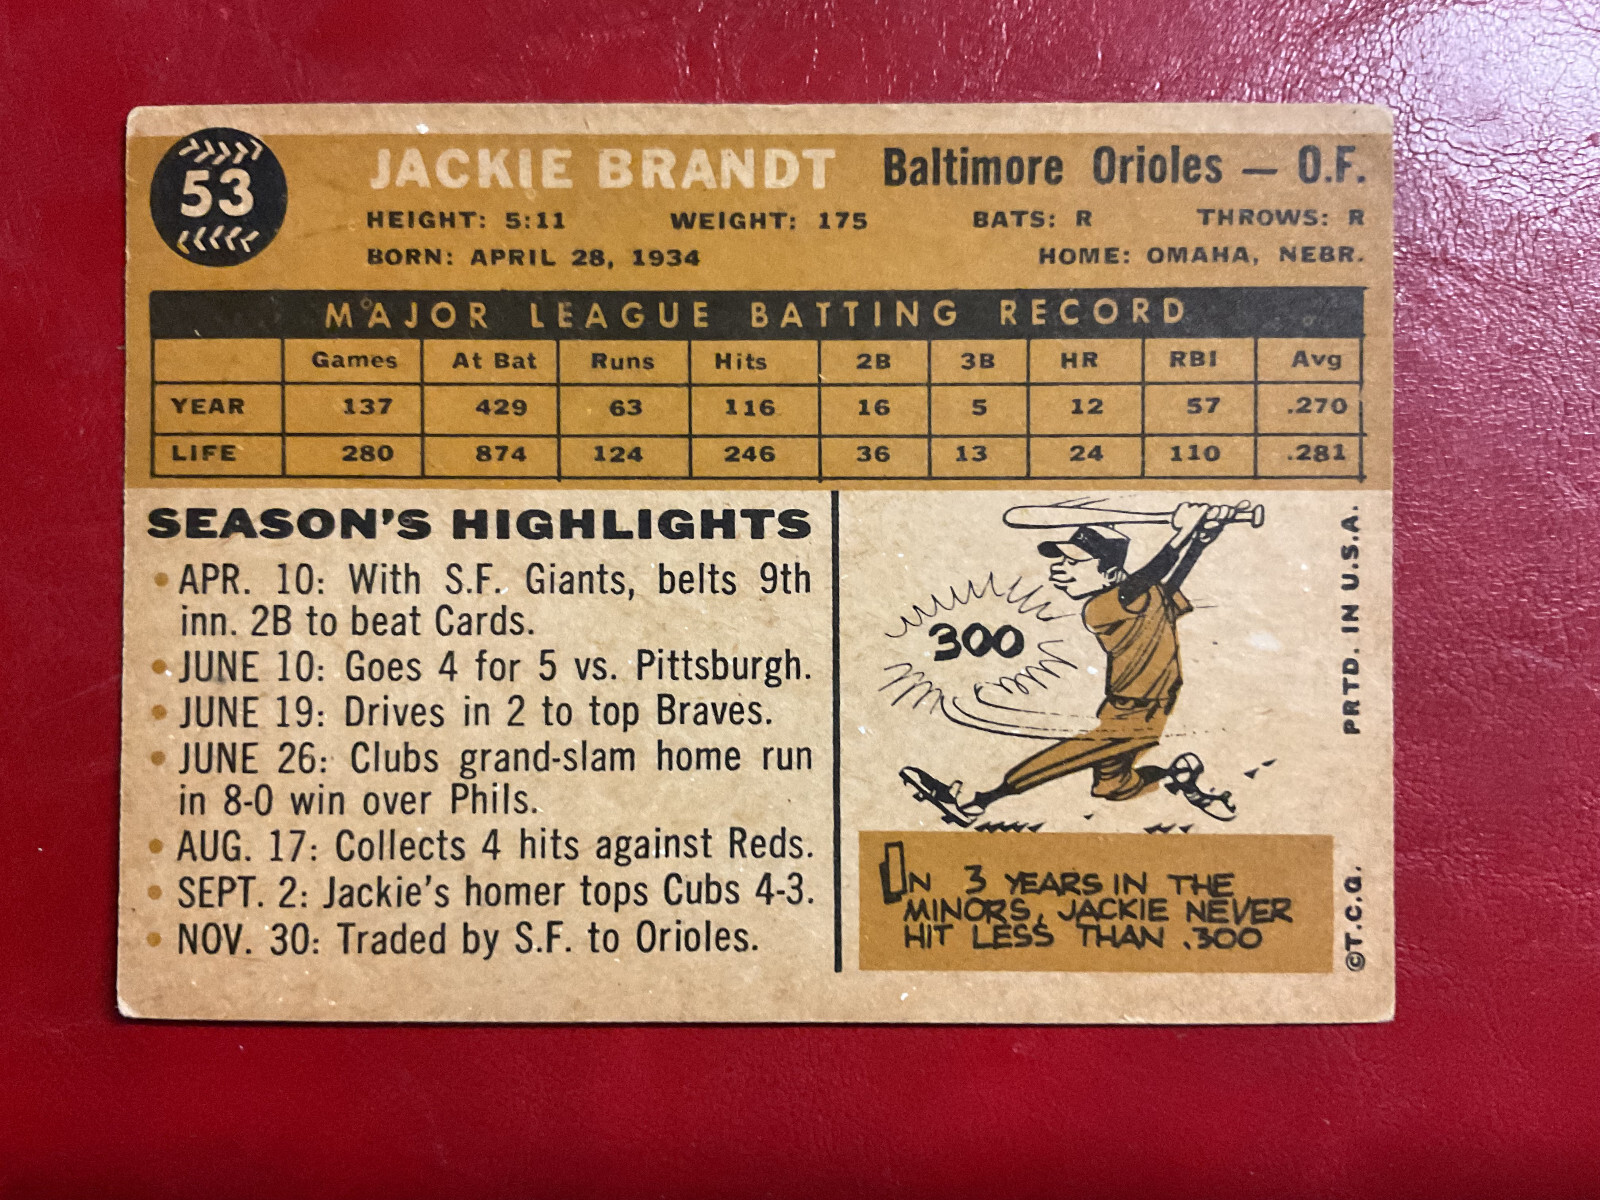 53
JACKIE BRANDT Baltimore Orioles — O.F.
HEIGHT: 5:11 WEIGHT: 175 BATS: R THROWS: R
BORN: APRIL 28, 1934 HOME: OMAHA, NEBR.
MAJOR LEAGUE BATTING RECORD
Games At Bat Runs Hits 2B 3B HR RBI Avg
YEAR 137 429 63 116 16 5 12 57 .270
LIFE 280 874 124 246 36 13 24 110 .281
SEASON'S HIGHLIGHTS
• APR. 10: With S.F. Giants, belts 9th
inn. 2B to beat Cards.
• JUNE 10: Goes 4 for 5 vs. Pittsburgh.
• JUNE 19: Drives in 2 to top Braves.
• JUNE 26: Clubs grand-slam home run
in 8-0 win over Phils.
• AUG. 17: Collects 4 hits against Reds.
• SEPT. 2: Jackie's homer tops Cubs 4-3.
• NOV. 30: Traded by S.F. to Orioles.
300
IN 3 YEARS IN THE
MINORS, JACKIE NEVER
HIT LESS THAN .300
©T.C.G. PRTD. IN U.S.A.